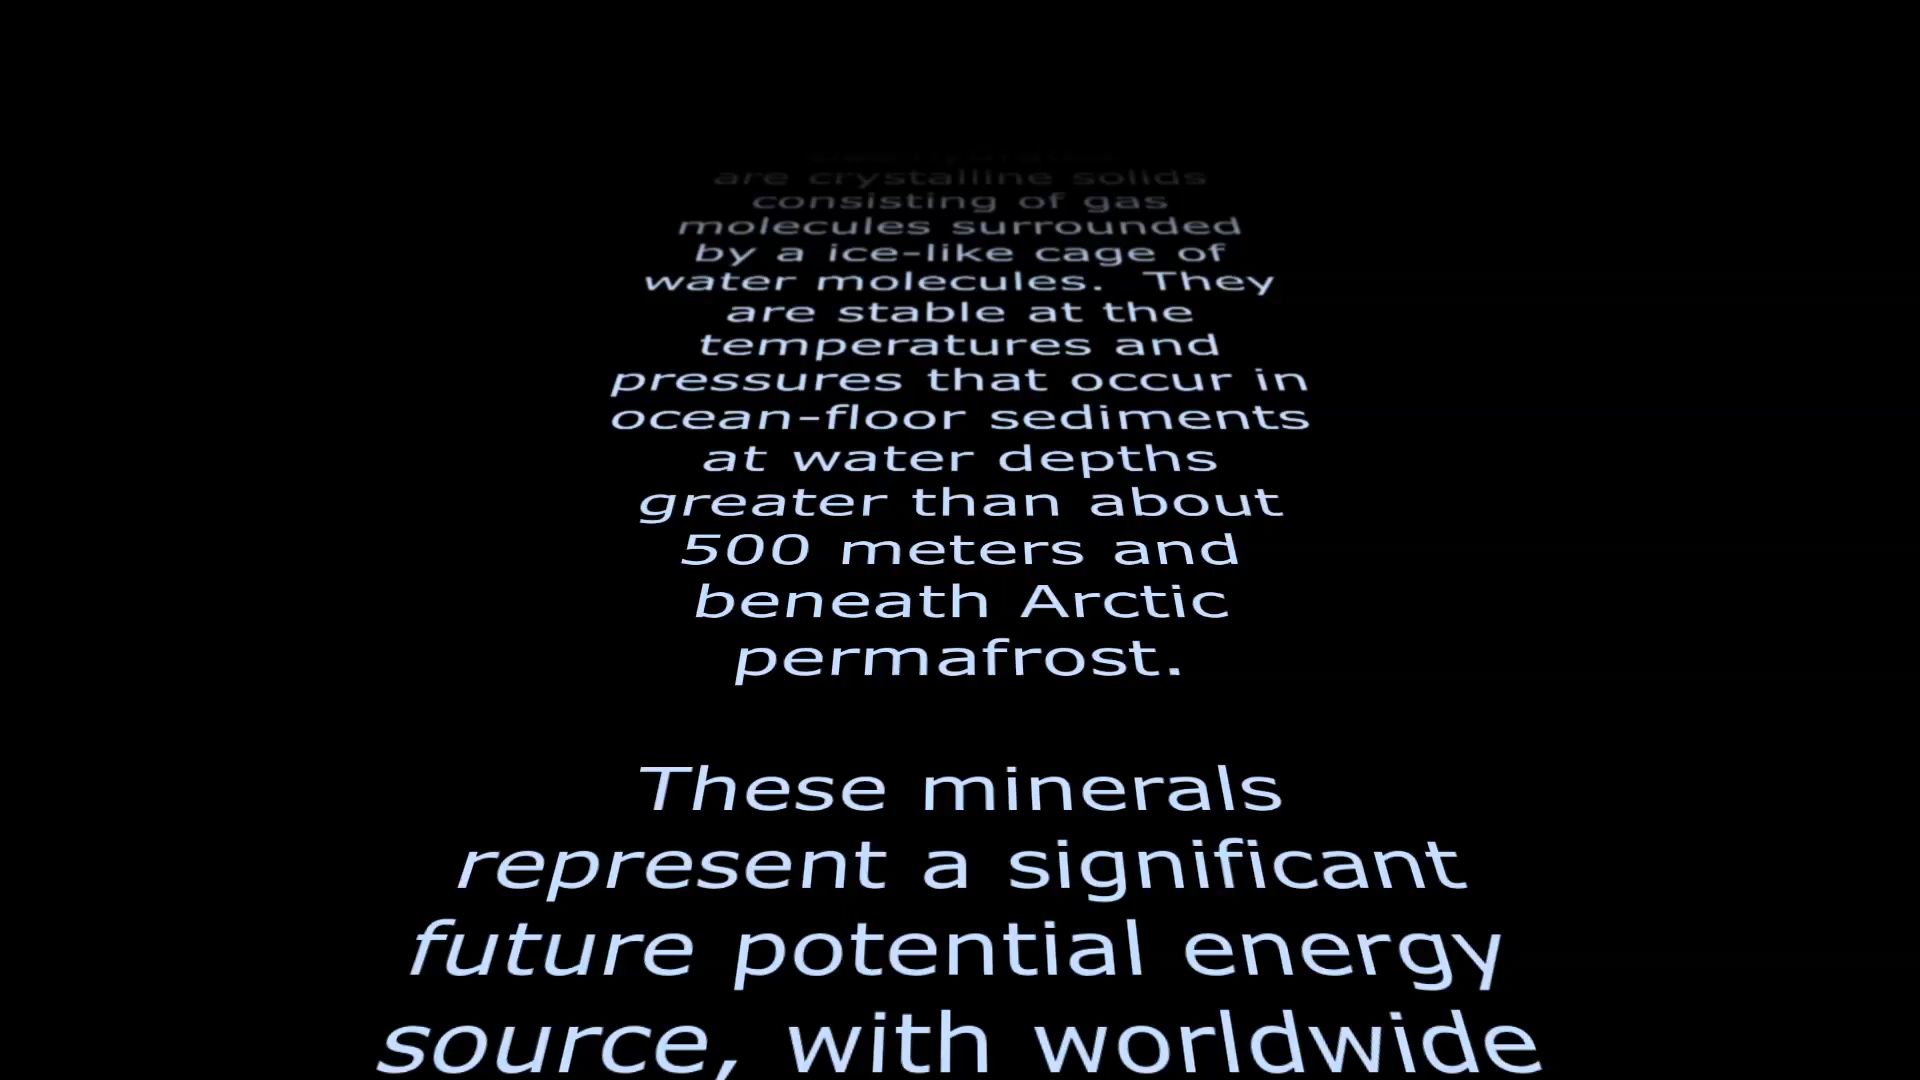 are crystalline solids
consisting of gas
molecules surrounded
by a ice-like cage of
water molecules.  They
are stable at the
temperatures and
pressures that occur in
ocean-floor sediments
at water depths
greater than about
500 meters and
beneath Arctic
permafrost.
These minerals
represent a significant
future potential energy
source, with worldwide